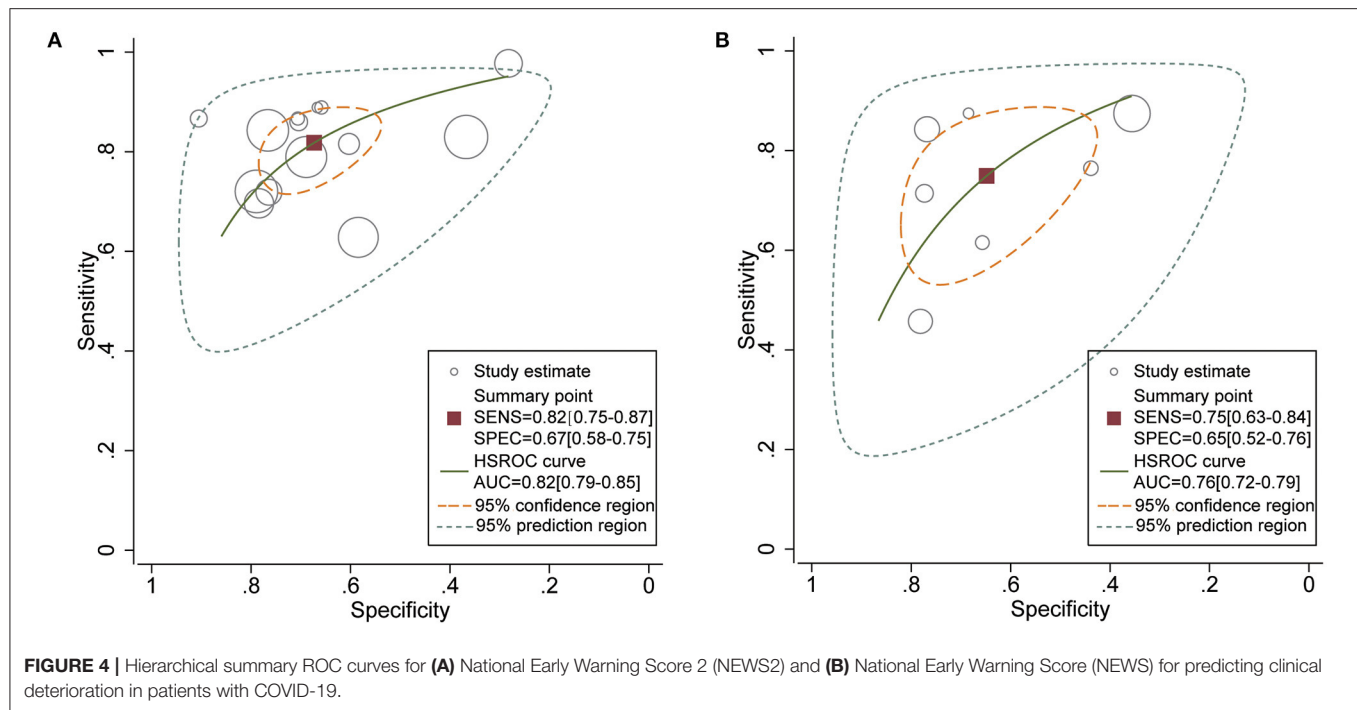 A
Sensitivity
1
.8
.6
.4
.2
0
Study estimate
Summary point
SENS=0.82[0.75-0.87]
SPEC=0.67[0.58-0.75]
HSROC curve
AUC=0.82[0.79-0.85]
95% confidence region
95% prediction region
1 .8 .6 .4 .2 0
Specificity
B
Sensitivity
1
.8
.6
.4
.2
0
Study estimate
Summary point
SENS=0.75[0.63-0.84]
SPEC=0.65[0.52-0.76]
HSROC curve
AUC=0.76[0.72-0.79]
95% confidence region
95% prediction region
1 .8 .6 .4 .2 0
Specificity
FIGURE 4 | Hierarchical summary ROC curves for (A) National Early Warning Score 2 (NEWS2) and (B) National Early Warning Score (NEWS) for predicting clinical
deterioration in patients with COVID-19.